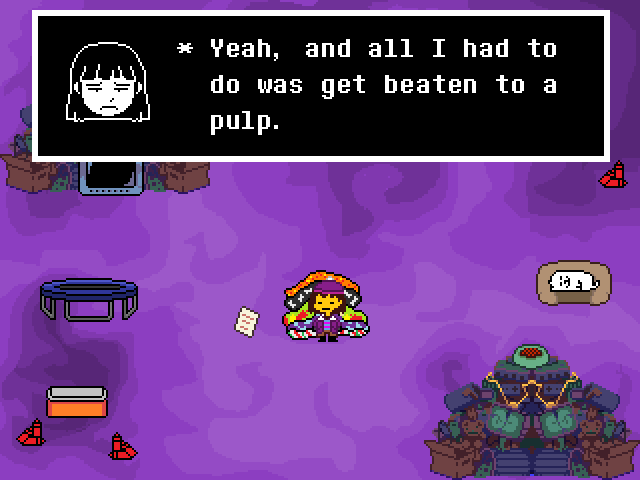 * Yeah, and all I had to
do was get beaten to a
pulp.